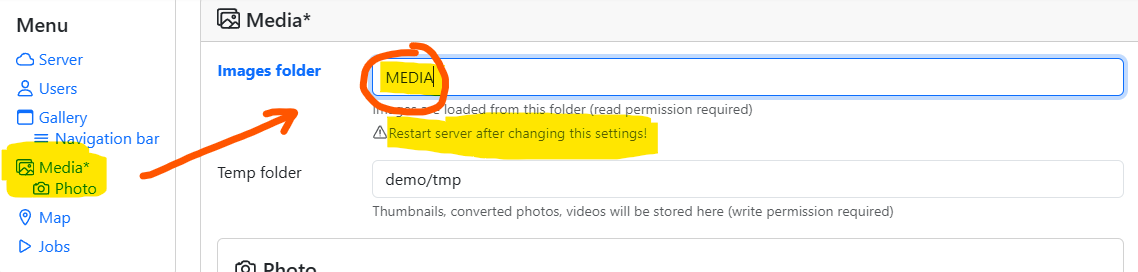 Menu
Server
Users
Gallery
Navigation bar
Media*
Photo
Map
Jobs
Media*
Images folder
MEDIA
Images are loaded from this folder (read permission required)
Restart server after changing this settings!
Temp folder
demo/tmp
Thumbnails, converted photos, videos will be stored here (write permission required)
Photo